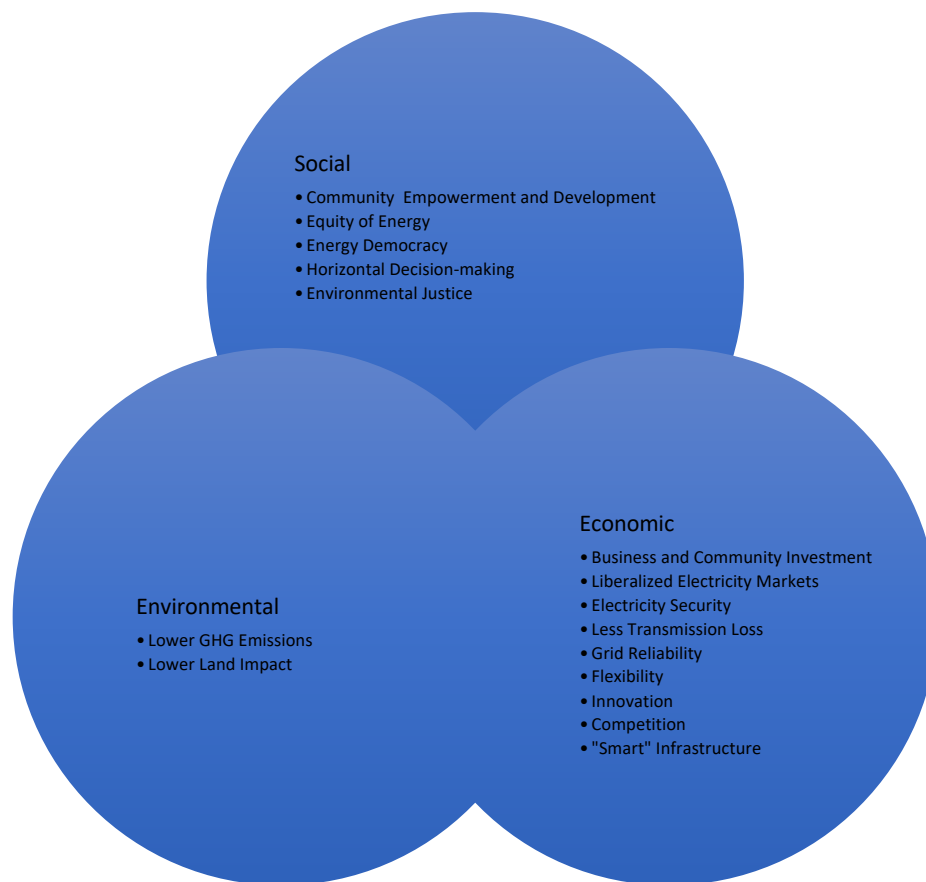 Social
• Community  Empowerment and Development
• Equity of Energy
• Energy Democracy
• Horizontal Decision-making
• Environmental Justice
Environmental
• Lower GHG Emissions
• Lower Land Impact
Economic
• Business and Community Investment
• Liberalized Electricity Markets
• Electricity Security
• Less Transmission Loss
• Grid Reliability
• Flexibility
• Innovation
• Competition
• "Smart" Infrastructure